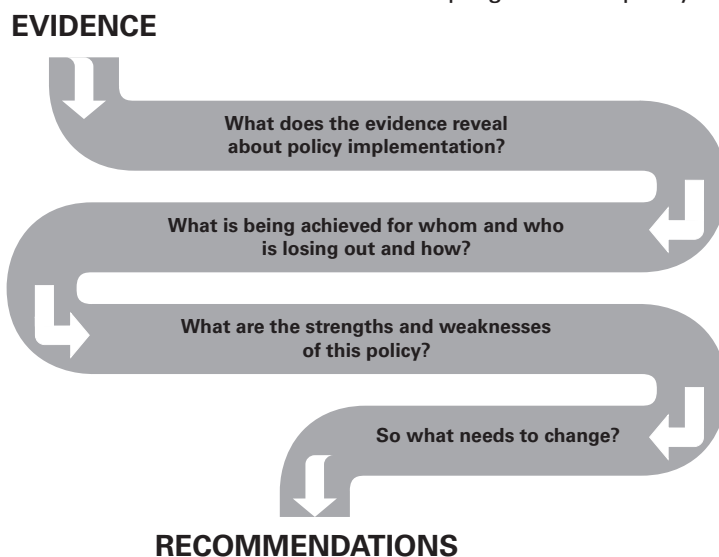 EVIDENCE
What does the evidence reveal
about policy implementation?
What is being achieved for whom and who
is losing out and how?
What are the strengths and weaknesses
of this policy?
So what needs to change?
RECOMMENDATIONS